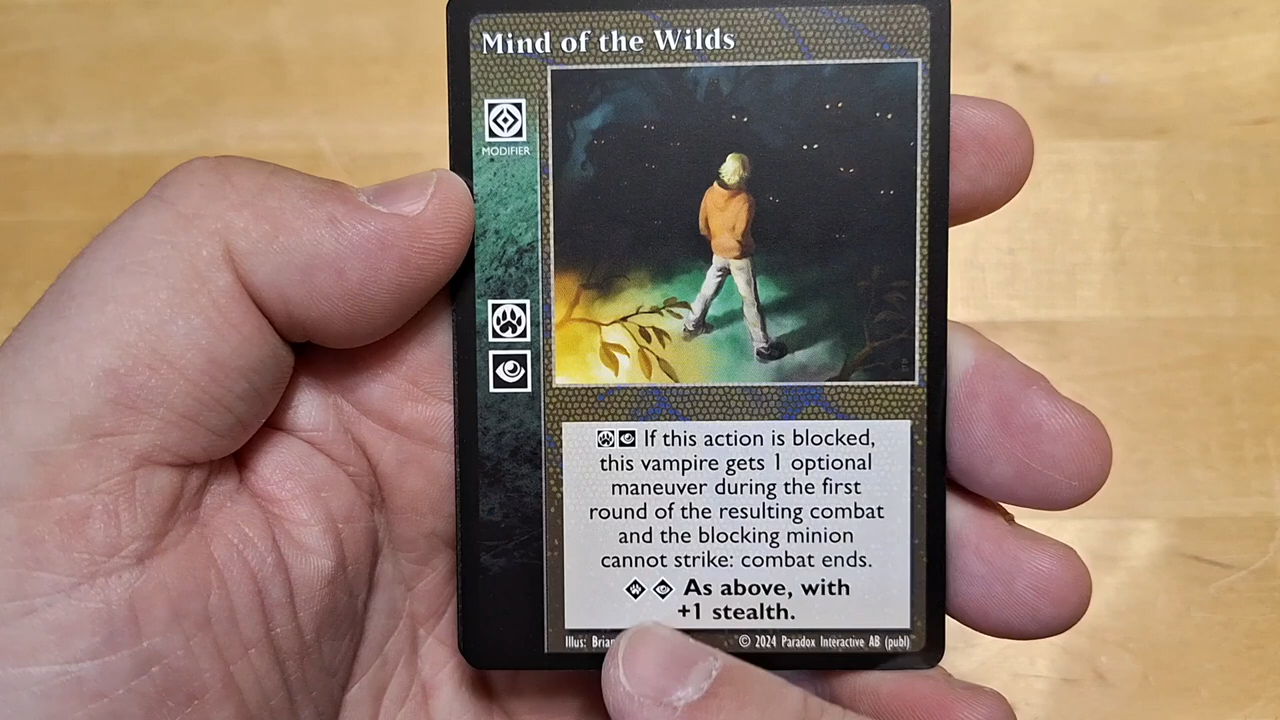 Mind of the Wilds
MODIFIER
If this action is blocked,
this vampire gets 1 optional
maneuver during the first
round of the resulting combat
and the blocking minion
cannot strike: combat ends.
As above, with
+1 stealth.
Illus: Brian
© 2024 Paradox Interactive AB (publ)